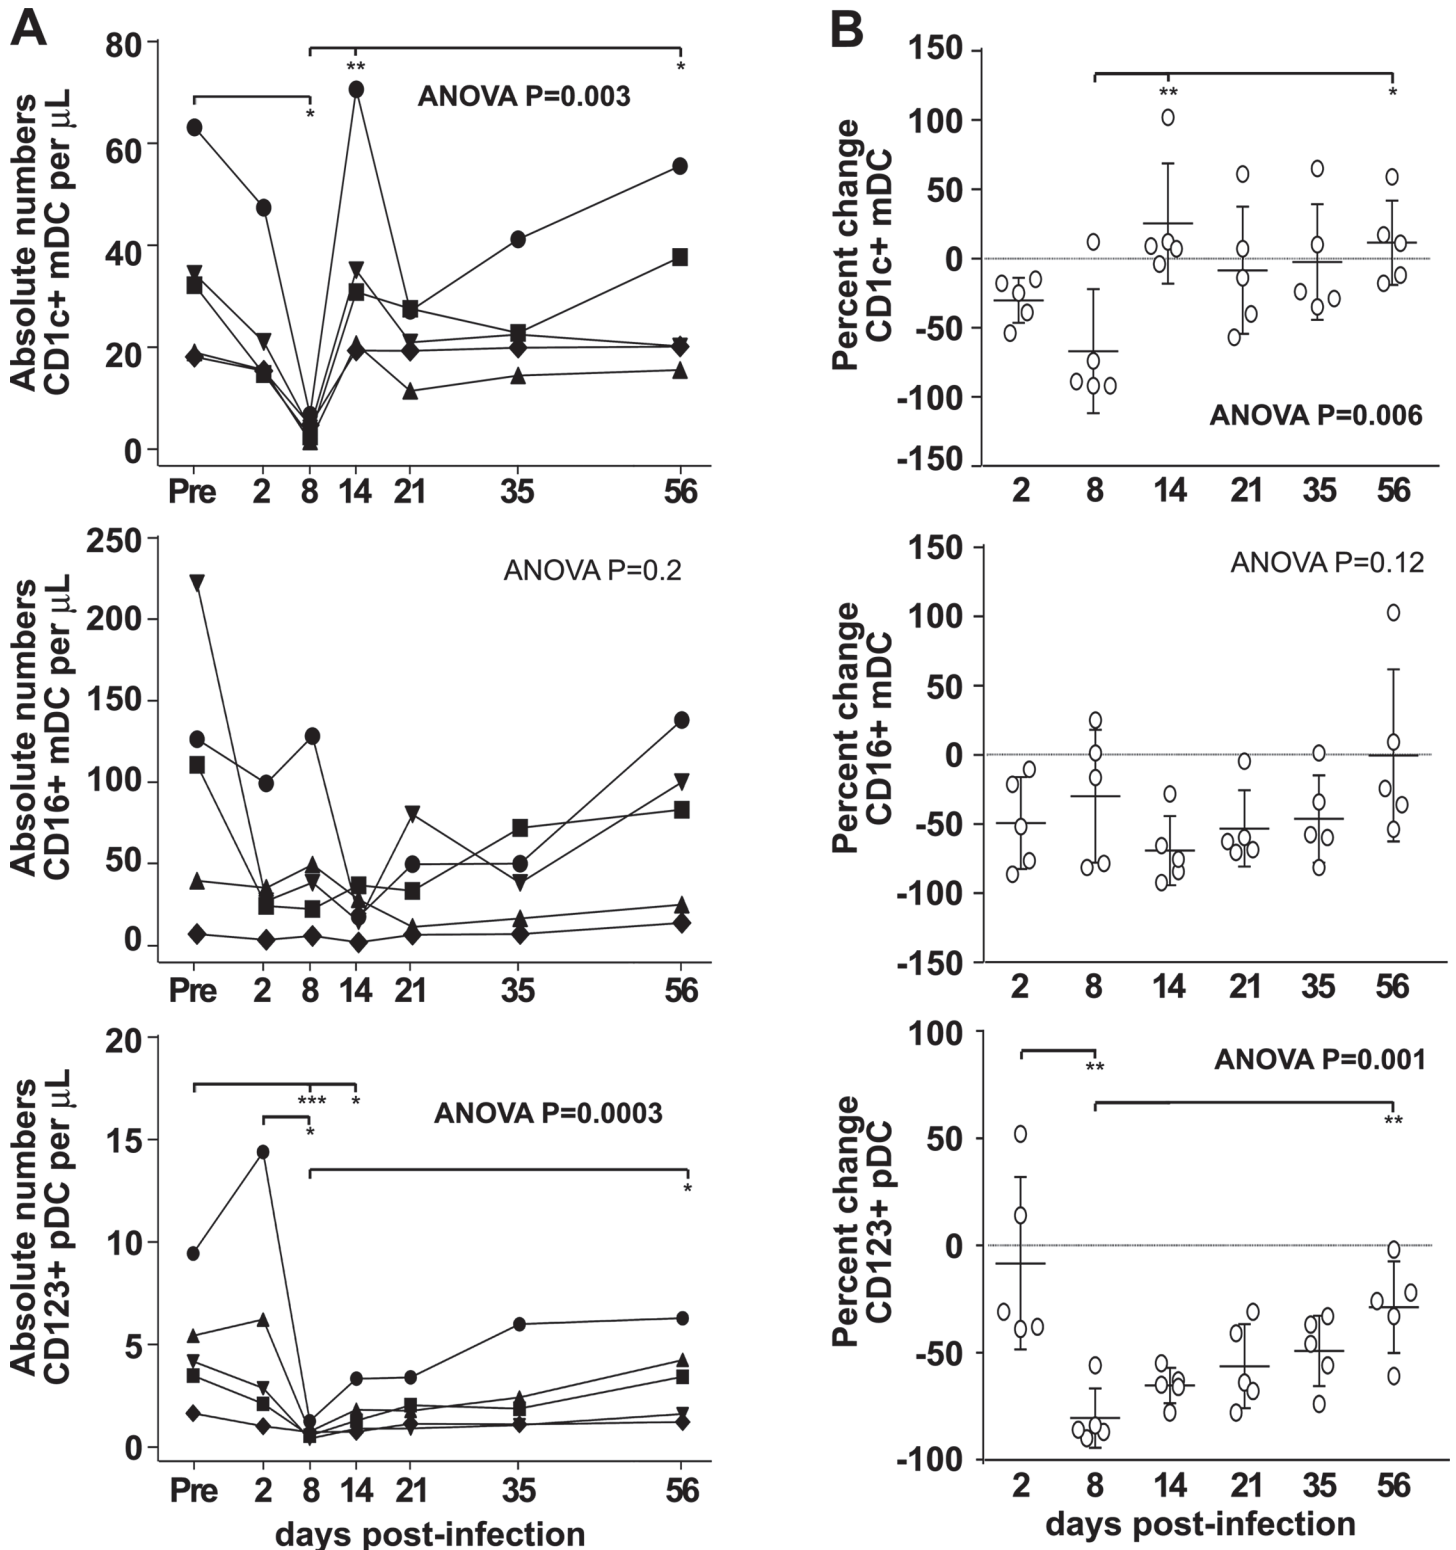 A
B
Absolute numbers
CD1c+ mDC per μL
80
60
40
20
0
**
*
*
ANOVA P=0.003
Pre 2 8 14 21 35 56
Percent change
CD1c+ mDC
150
100
50
0
-50
-100
-150
**
*
ANOVA P=0.006
2 8 14 21 35 56
Absolute numbers
CD16+ mDC per μL
250
200
150
100
50
0
ANOVA P=0.2
Pre 2 8 14 21 35 56
Percent change
CD16+ mDC
150
100
50
0
-50
-100
-150
ANOVA P=0.12
2 8 14 21 35 56
Absolute numbers
CD123+ pDC per μL
20
15
10
5
0
*** *
*
*
ANOVA P=0.0003
Pre 2 8 14 21 35 56
days post-infection
Percent change
CD123+ pDC
100
50
0
-50
-100
**
**
ANOVA P=0.001
2 8 14 21 35 56
days post-infection